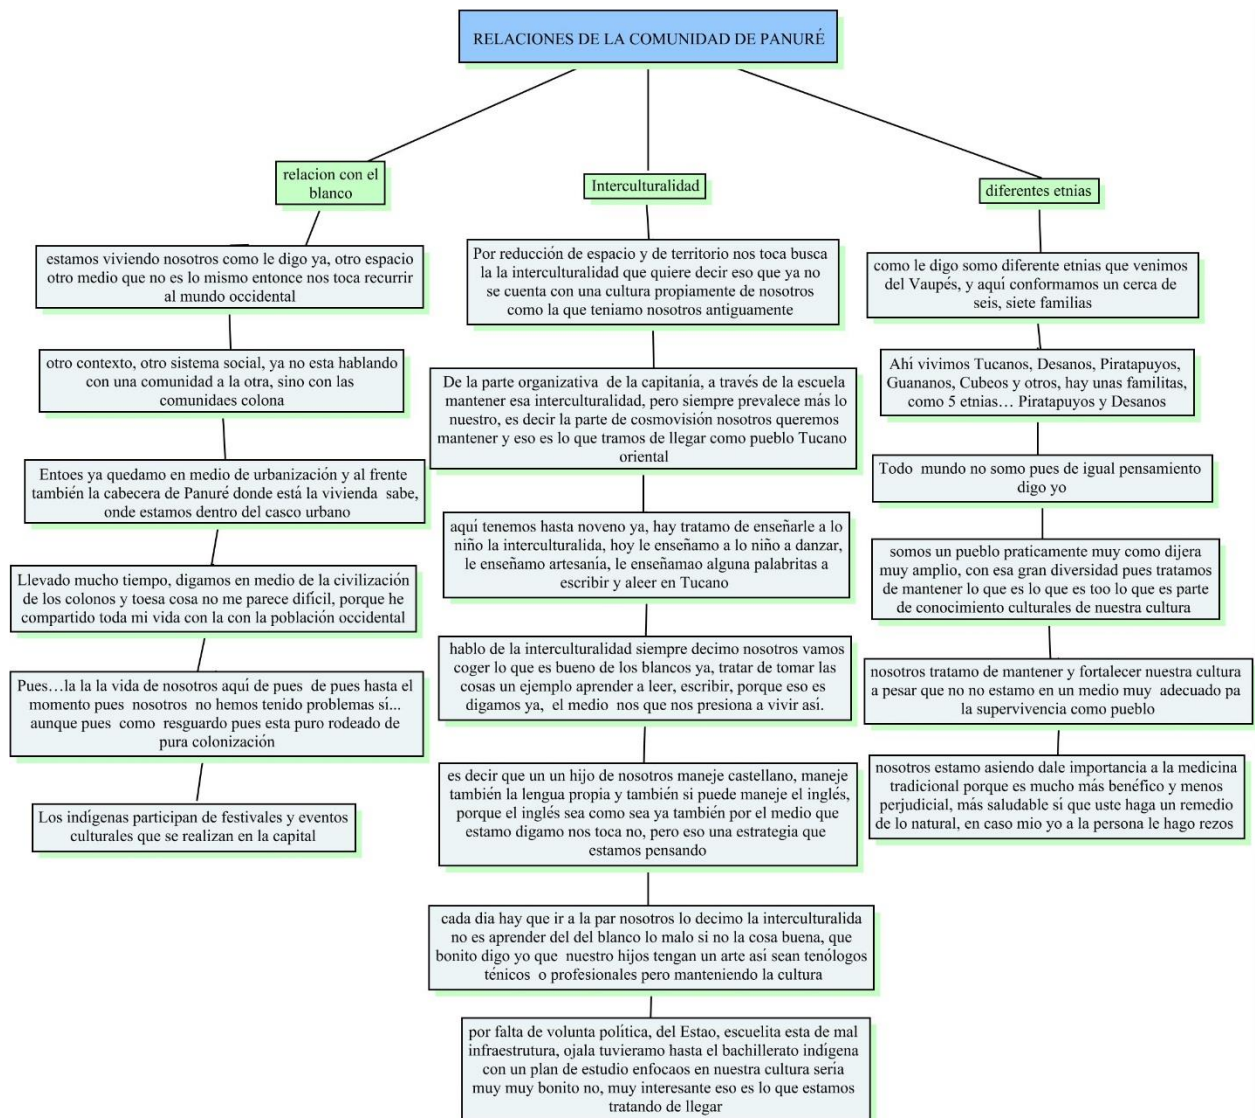 RELACIONES DE LA COMUNIDAD DE PANURÉ
relacion con el
blanco
estamos viviendo nosotros como le digo ya, otro espacio
otro medio que no es lo mismo entonce nos toca recurrir
al mundo occidental
otro contexto, otro sistema social, ya no esta hablando
con una comunidad a la otra, sino con las
comunidaes colona
Entoes ya quedamo en medio de urbanización y al frente
también la cabecera de Panuré donde está la vivienda sabe,
onde estamos dentro del casco urbano
Llevado mucho tiempo, digamos en medio de la civilización
de los colonos y toesa cosa no me parece difícil, porque he
compartido toda mi vida con la con la población occidental
Pues…la la la vida de nosotros aquí de pues de pues hasta el
momento pues nosotros no hemos tenido problemas sí...
aunque pues como resguardo pues esta puro rodeado de
pura colonización
Los indígenas participan de festivales y eventos
culturales que se realizan en la capital
Interculturalidad
Por reducción de espacio y de territorio nos toca busca
la la interculturalidad que quiere decir eso que ya no
se cuenta con una cultura propiamente de nosotros
como la que teníamo nosotros antiguamente
De la parte organizativa de la capitanía, a través de la escuela
mantener esa interculturalidad, pero siempre prevalece más lo
nuestro, es decir la parte de cosmovisión nosotros queremos
mantener y eso es lo que tramos de llegar como pueblo Tucano
oriental
aquí tenemos hasta noveno ya, hay tratamo de enseñarle a lo
niño la interculturalida, hoy le enseñamo a lo niño a danzar,
le enseñamo artesanía, le enseñamao alguna palabritas a
escribir y aleer en Tucano
hablo de la interculturalidad siempre decimo nosotros vamos
coger lo que es bueno de los blancos ya, tratar de tomar las
cosas un ejemplo aprender a leer, escribir, porque eso es
digamos ya, el medio nos que nos presiona a vivir así.
es decir que un un hijo de nosotros maneje castellano, maneje
también la lengua propia y también si puede maneje el inglés,
porque el inglés sea como sea ya también por el medio que
estamo digamo nos toca no, pero eso una estrategia que
estamos pensando
cada dia hay que ir a la par nosotros lo decimo la interculturalida
no es aprender del del blanco lo malo si no la cosa buena, que
bonito digo yo que nuestro hijos tengan un arte así sean tenólogos
ténicos o profesionales pero manteniendo la cultura
por falta de volunta política, del Estao, escuelita esta de mal
infraestrutura, ojala tuvieramo hasta el bachillerato indígena
con un plan de estudio enfocaos en nuestra cultura sería
muy muy bonito no, muy interesante eso es lo que estamos
tratando de llegar
diferentes etnias
como le digo somo diferente etnias que venimos
del Vaupés, y aquí conformamos un cerca de
seis, siete familias
Ahí vivimos Tucanos, Desanos, Piratapuyos,
Guananos, Cubeos y otros, hay unas familitas,
como 5 etnias… Piratapuyos y Desanos
Todo mundo no somo pues de igual pensamiento
digo yo
somos un pueblo praticamente muy como dijera
muy amplio, con esa gran diversidad pues tratamos
de mantener lo que es lo que es too lo que es parte
de conocimiento culturales de nuestra cultura
nosotros tratamo de mantener y fortalecer nuestra cultura
a pesar que no no estamo en un medio muy adecuado pa
la supervivencia como pueblo
nosotros estamo asiendo dale importancia a la medicina
tradicional porque es mucho más benéfico y menos
perjudicial, más saludable si que uste haga un remedio
de lo natural, en caso mio yo a la persona le hago rezos